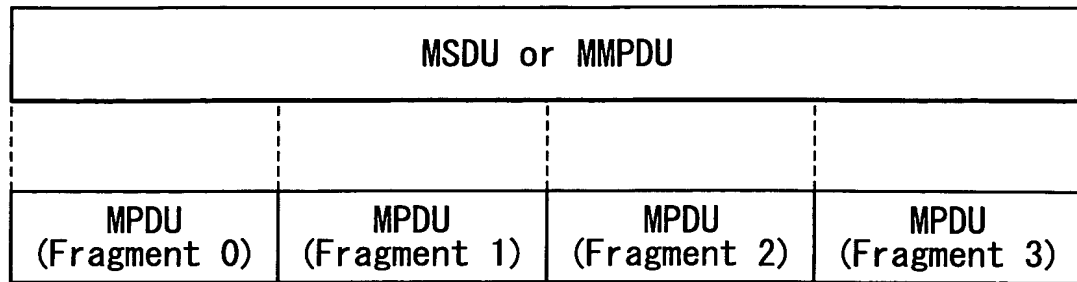 MSDU or MMPDU
MPDU MPDU MPDU MPDU
(Fragment 0) (Fragment 1) (Fragment 2) (Fragment 3)